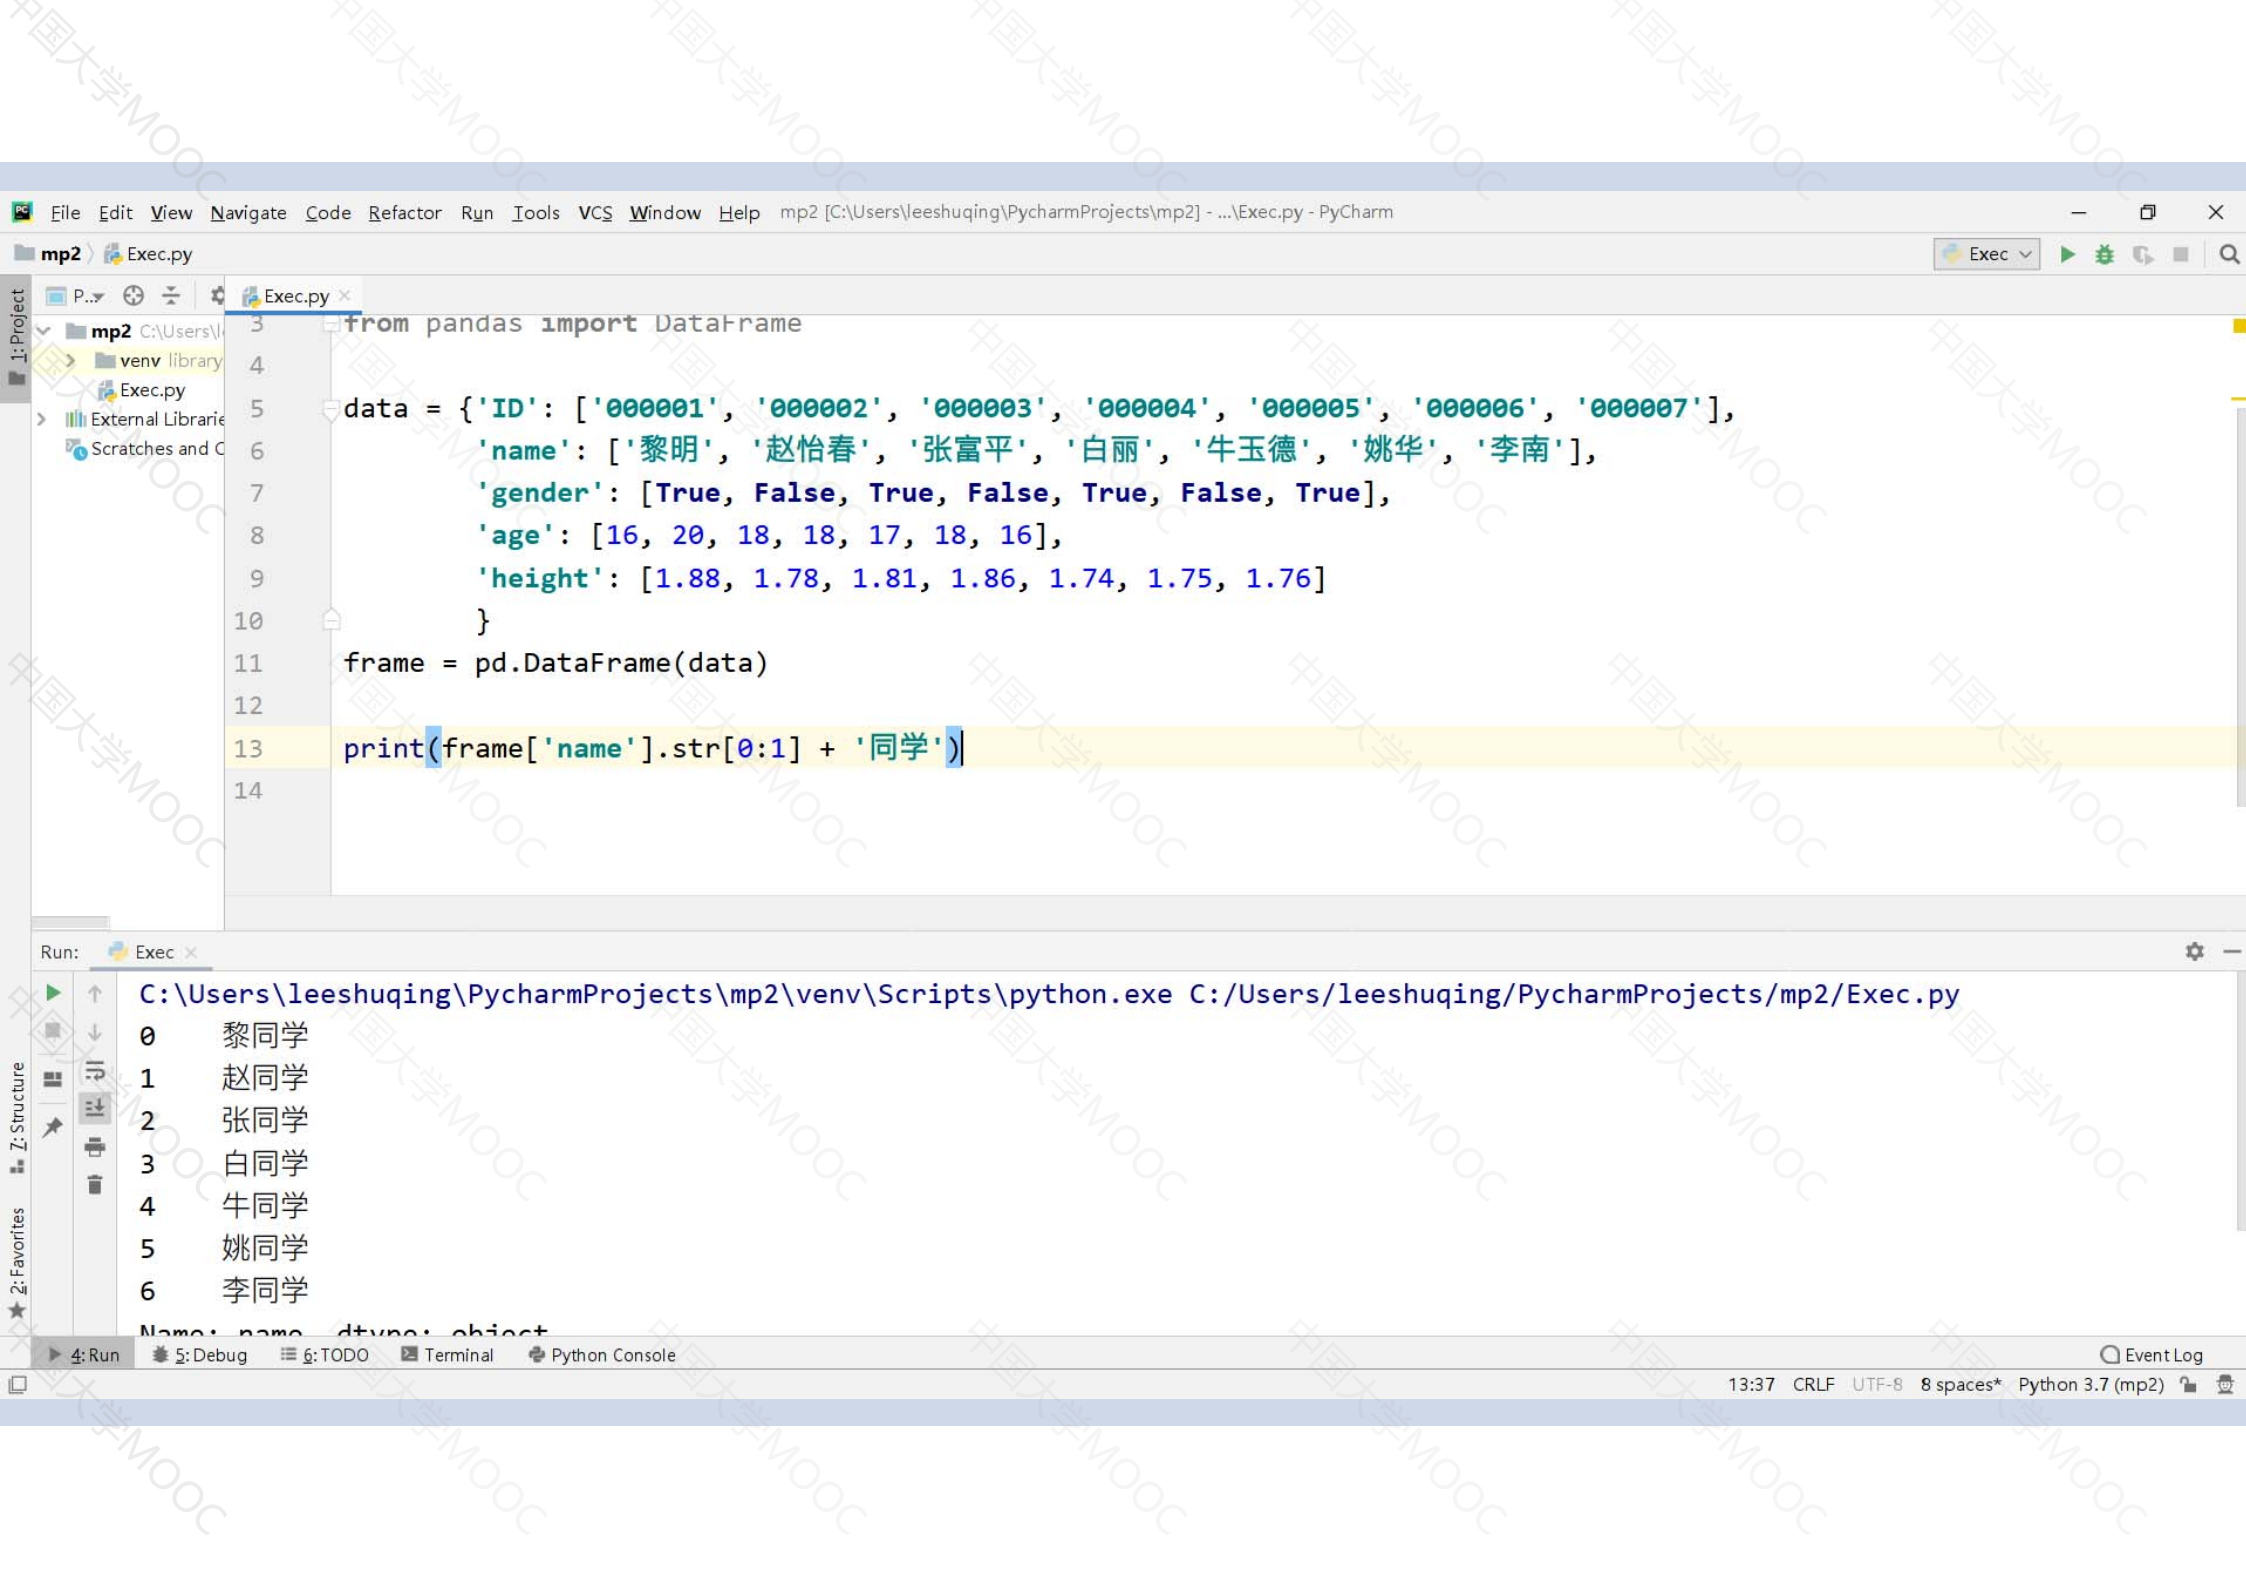 File Edit View Navigate Code Refactor Run Tools VCS Window Help mp2 [C:\Users\leeshuqing\PycharmProjects\mp2] - ...\Exec.py - PyCharm
mp2 Exec.py Exec
P.. Exec.py
1: Project
mp2 C:\Users\l
venv library
Exec.py
External Librarie
Scratches and C
3 from pandas import DataFrame
4
5 data = {'ID': ['000001', '000002', '000003', '000004', '000005', '000006', '000007'],
6 'name': ['黎明', '赵怡春', '张富平', '白丽', '牛玉德', '姚华', '李南'],
7 'gender': [True, False, True, False, True, False, True],
8 'age': [16, 20, 18, 18, 17, 18, 16],
9 'height': [1.88, 1.78, 1.81, 1.86, 1.74, 1.75, 1.76]
10 }
11 frame = pd.DataFrame(data)
12
13 print(frame['name'].str[0:1] + '同学')
14
Run: Exec
C:\Users\leeshuqing\PycharmProjects\mp2\venv\Scripts\python.exe C:/Users/leeshuqing/PycharmProjects/mp2/Exec.py
0 黎同学
1 赵同学
2 张同学
3 白同学
4 牛同学
5 姚同学
6 李同学
Name: name, dtype: object
7: Structure
2: Favorites
4: Run 5: Debug 6: TODO Terminal Python Console Event Log
13:37 CRLF UTF-8 8 spaces* Python 3.7 (mp2)
中国大学MOOC